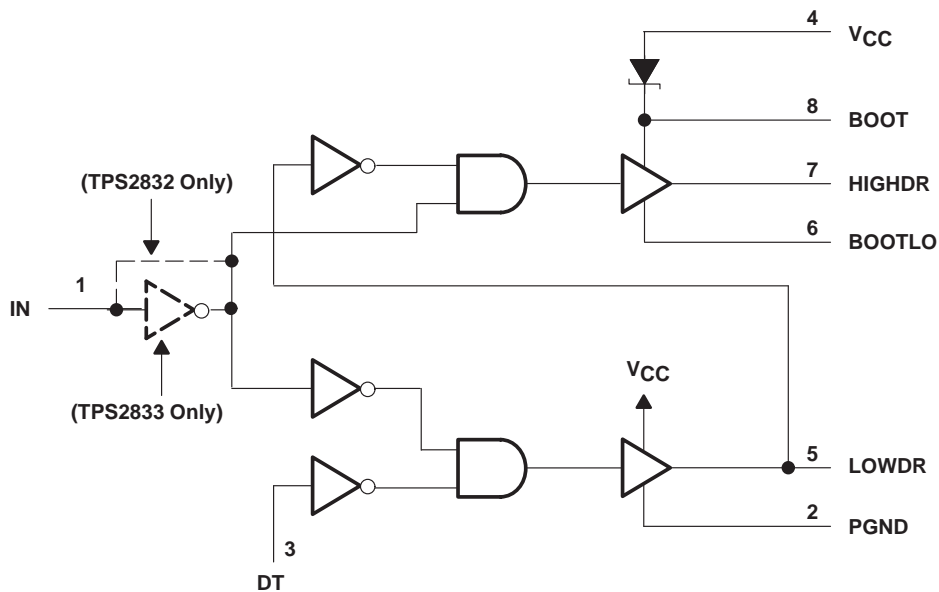 4
VCC
8
BOOT
(TPS2832 Only)
7
HIGHDR
6
BOOTLO
1
IN
VCC
(TPS2833 Only)
5
LOWDR
2
PGND
3
DT